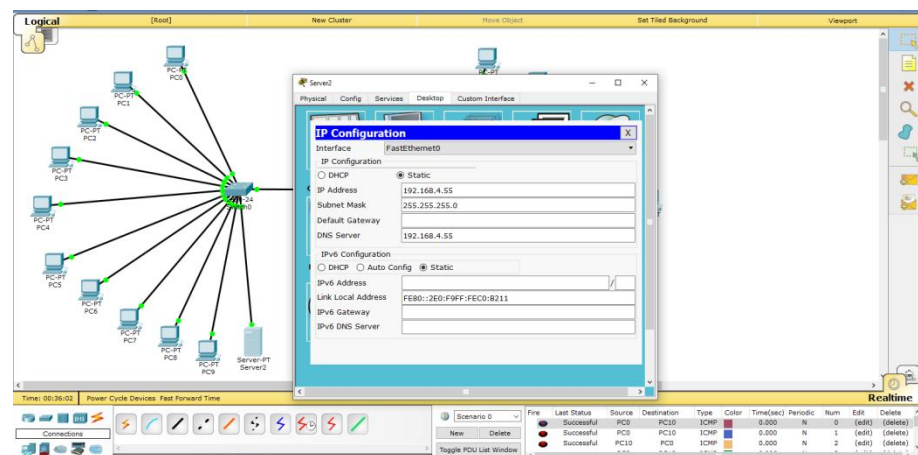 Logical [Root] New Cluster Move Object Set Tiled Background Viewport
PC-PT
PC0
PC-PT
PC1
PC-PT
PC2
PC-PT
PC3
PC-PT
PC4
PC-PT
PC5
PC-PT
PC6
PC-PT
PC7
PC-PT
PC8
PC-PT
PC9
Server-PT
Server2
Server2
Physical Config Services Desktop Custom Interface
IP Configuration X
Interface FastEthernet0
IP Configuration
DHCP Static
IP Address 192.168.4.55
Subnet Mask 255.255.255.0
Default Gateway
DNS Server 192.168.4.55
IPv6 Configuration
DHCP Auto Config Static
IPv6 Address /
Link Local Address FE80::2E0:F9FF:FEC0:B211
IPv6 Gateway
IPv6 DNS Server
Time: 00:36:02 Power Cycle Devices Fast Forward Time Realtime
Connections
Scenario 0
New Delete
Toggle PDU List Window
Fire Last Status Source Destination Type Color Time(sec) Periodic Num Edit Delete
Successful PC0 PC10 ICMP 0.000 N 0 (edit) (delete)
Successful PC0 PC10 ICMP 0.000 N 1 (edit) (delete)
Successful PC10 PC0 ICMP 0.000 N 2 (edit) (delete)